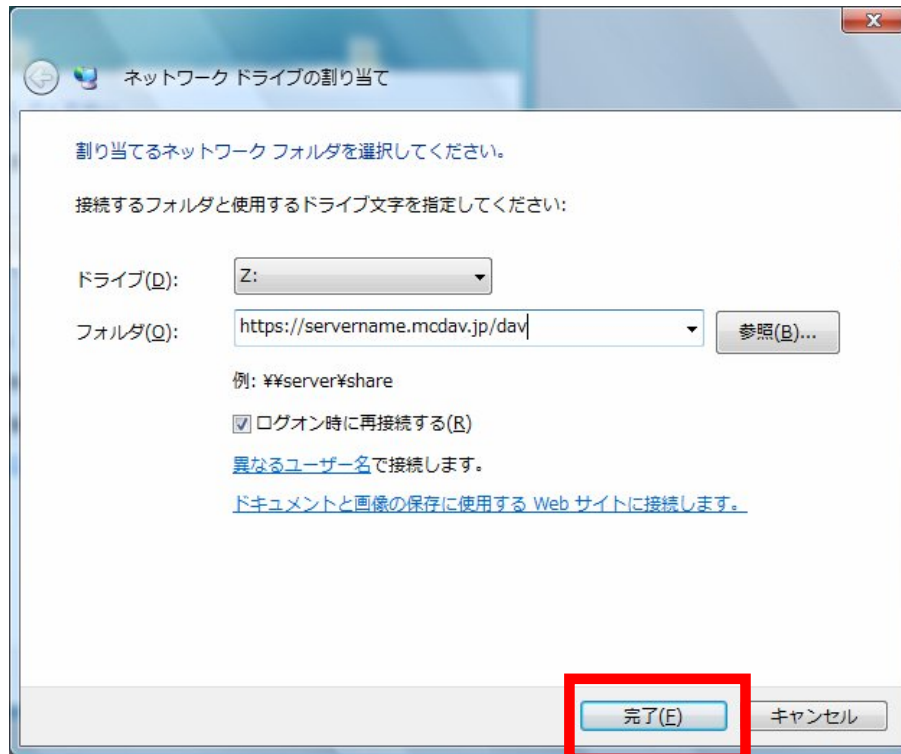 ネットワーク ドライブの割り当て
割り当てるネットワーク フォルダを選択してください。
接続するフォルダと使用するドライブ文字を指定してください:
ドライブ(D):
Z:
フォルダ(O):
https://servername.mcdav.jp/dav
参照(B)...
例: ¥¥server¥share
ログオン時に再接続する(R)
異なるユーザー名で接続します。
ドキュメントと画像の保存に使用する Web サイトに接続します。
完了(F)
キャンセル